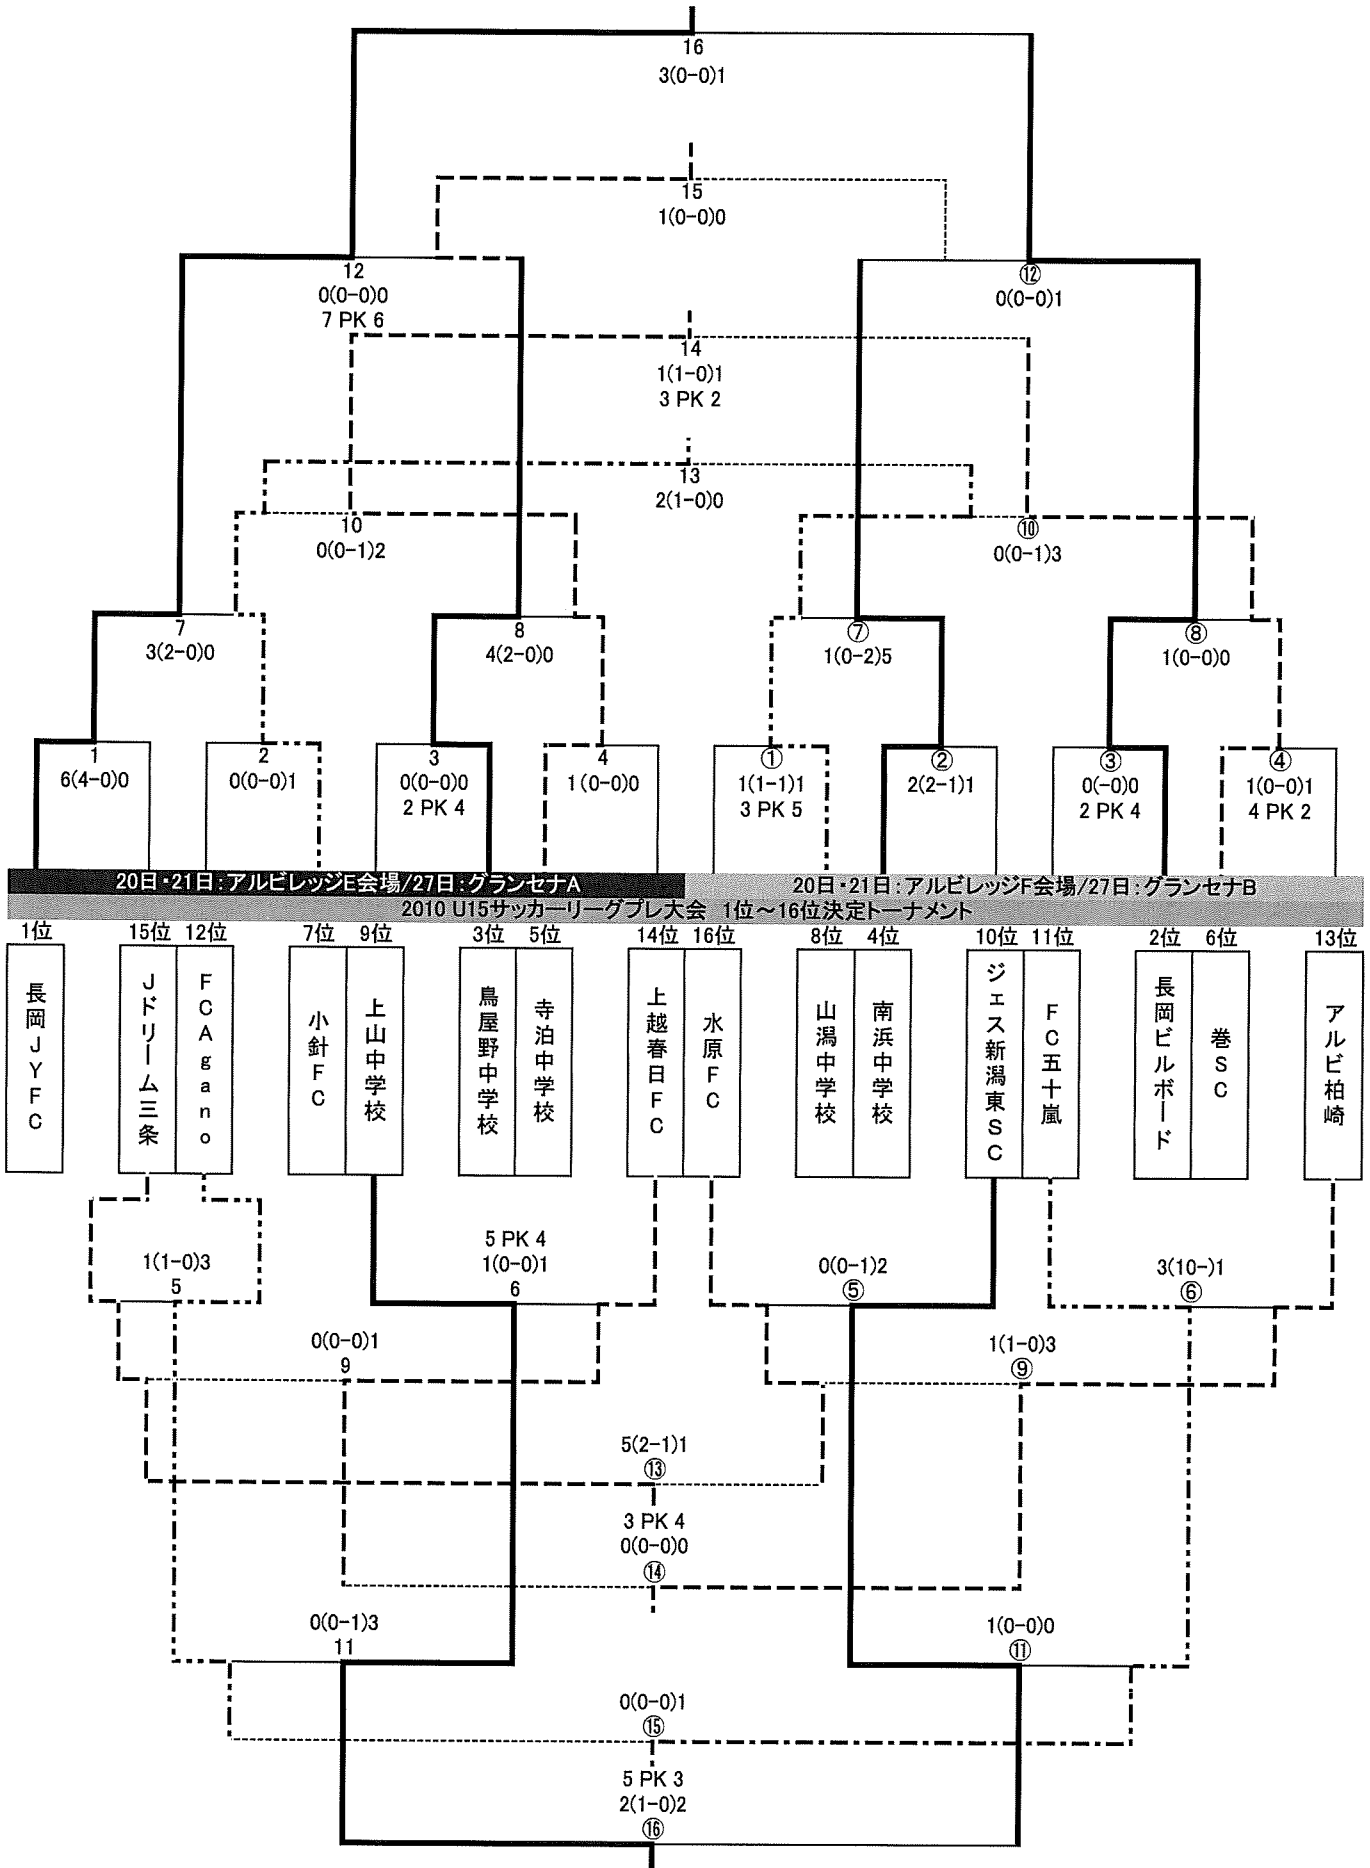 16
3(0-0)1
15
1(0-0)0
12
0(0-0)0
7 PK 6
⑫
0(0-0)1
14
1(1-0)1
3 PK 2
13
2(1-0)0
10
0(0-1)2
⑩
0(0-1)3
7
3(2-0)0
8
4(2-0)0
⑦
1(0-2)5
⑧
1(0-0)0
1
6(4-0)0
2
0(0-0)1
3
0(0-0)0
2 PK 4
4
1(0-0)0
①
1(1-1)1
3 PK 5
②
2(2-1)1
③
0(-0)0
2 PK 4
④
1(0-0)1
4 PK 2
20日・21日：アルビレッジE会場/27日：グランセナA
20日・21日：アルビレッジF会場/27日：グランセナB
2010 U15サッカーリーグプレ大会 1位～16位決定トーナメント
1位 15位 12位 7位 9位 3位 5位 14位 16位 8位 4位 10位 11位 2位 6位 13位
長岡JYFC
Jドリーム三条
FCAgano
小針FC
上山中学校
鳥屋野中学校
寺泊中学校
上越春日FC
水原FC
山潟中学校
南浜中学校
ジェス新潟東SC
FC五十嵐
長岡ビルボード
巻SC
アルビ柏崎
1(1-0)3
5
5 PK 4
1(0-0)1
6
0(0-1)2
⑤
3(10-)1
⑥
0(0-0)1
9
1(1-0)3
⑨
5(2-1)1
⑬
3 PK 4
0(0-0)0
⑭
0(0-1)3
11
1(0-0)0
⑪
0(0-0)1
⑮
5 PK 3
2(1-0)2
⑯